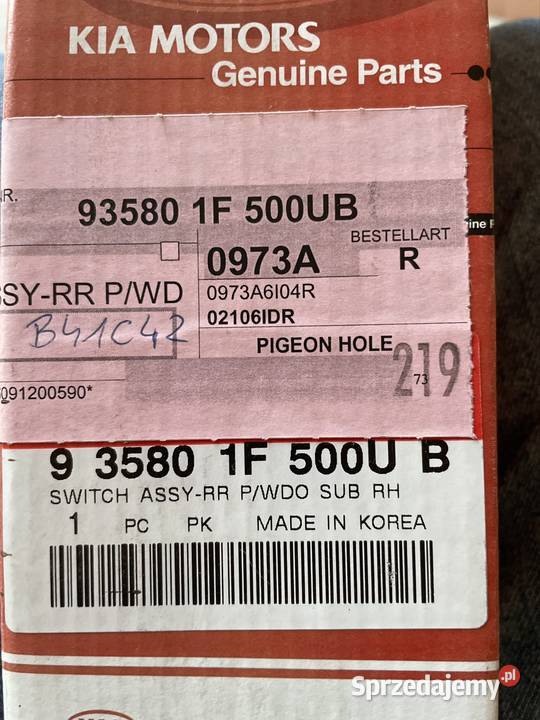 KIA MOTORS
Genuine Parts
R.
93580 1F 500UB
BESTELLART
0973A R
SSY-RR P/WD
0973A6I04R
B41C42
02106IDR
PIGEON HOLE
219
73
091200590*
9 3580 1F 500U B
SWITCH ASSY-RR P/WDO SUB RH
1 PC PK MADE IN KOREA
Sprzedajemy.pl